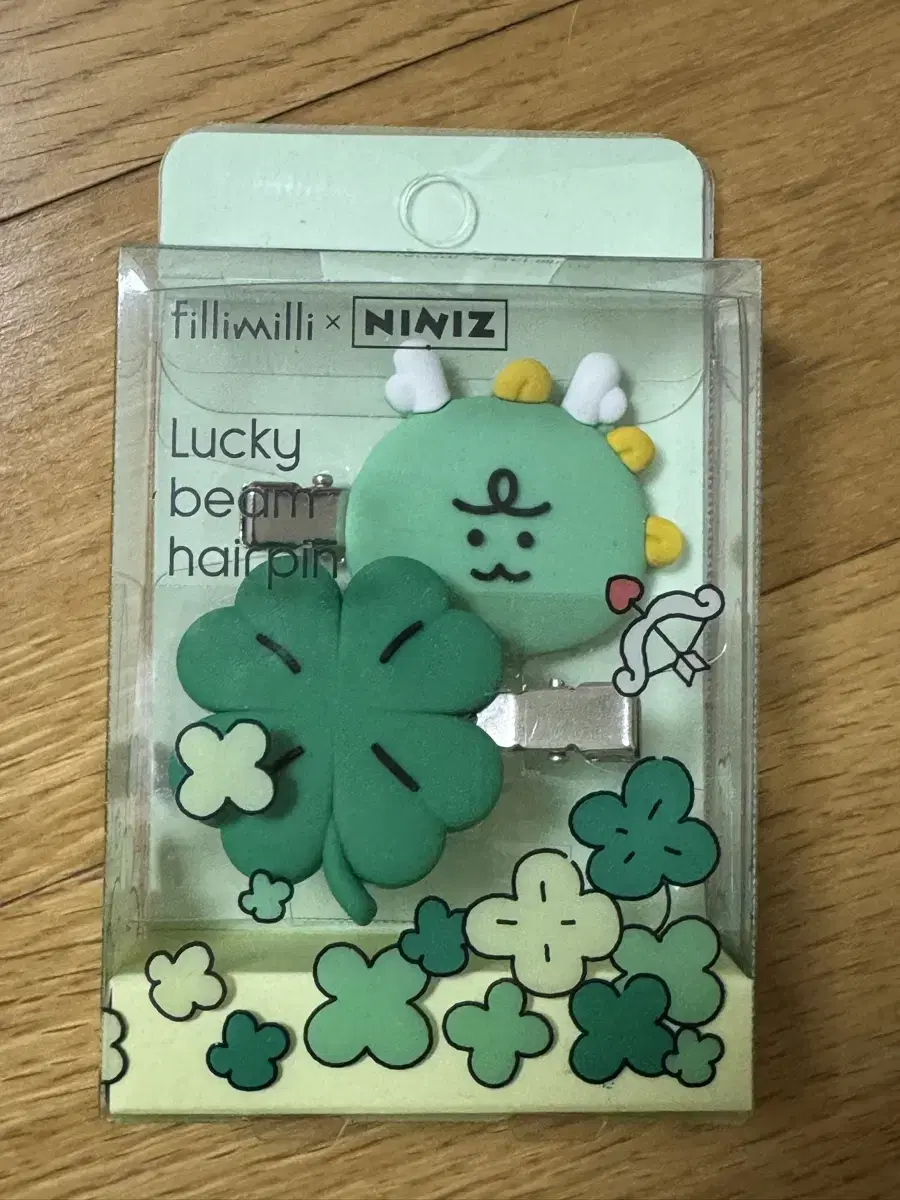 fillimilli × NINIZ
Lucky
beam
hairpin